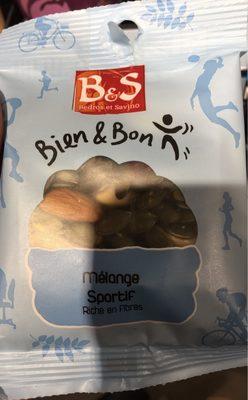 B&S
Bedros et Savino
Bien & Bon
Mélange
Sportif
Riche en Fibres